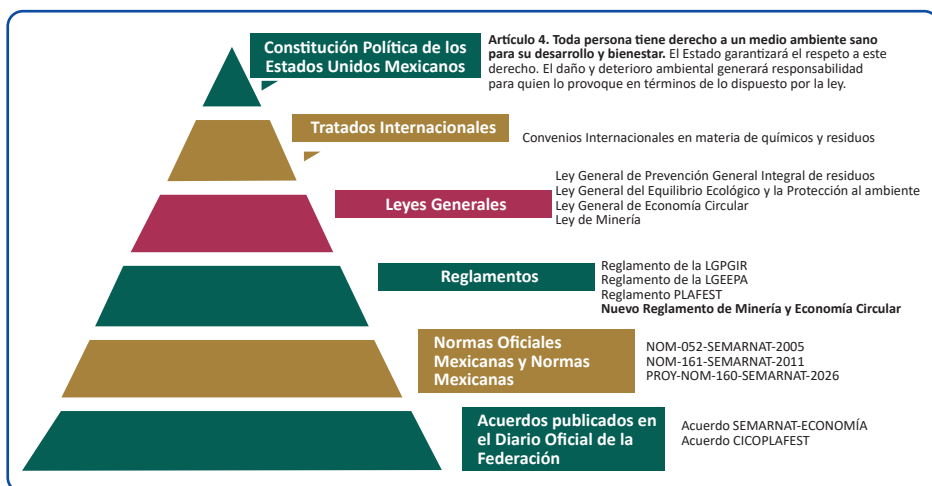 Constitución Política de los
Estados Unidos Mexicanos
Artículo 4. Toda persona tiene derecho a un medio ambiente sano
para su desarrollo y bienestar. El Estado garantizará el respeto a este
derecho. El daño y deterioro ambiental generará responsabilidad
para quien lo provoque en términos de lo dispuesto por la ley.
Tratados Internacionales
Convenios Internacionales en materia de químicos y residuos
Leyes Generales
Ley General de Prevención General Integral de residuos
Ley General del Equilibrio Ecológico y la Protección al ambiente
Ley General de Economía Circular
Ley de Minería
Reglamentos
Reglamento de la LGPGIR
Reglamento de la LGEEPA
Reglamento PLAFEST
Nuevo Reglamento de Minería y Economía Circular
Normas Oficiales
Mexicanas y Normas
Mexicanas
NOM-052-SEMARNAT-2005
NOM-161-SEMARNAT-2011
PROY-NOM-160-SEMARNAT-2026
Acuerdos publicados en
el Diario Oficial de la
Federación
Acuerdo SEMARNAT-ECONOMÍA
Acuerdo CICOPLAFEST